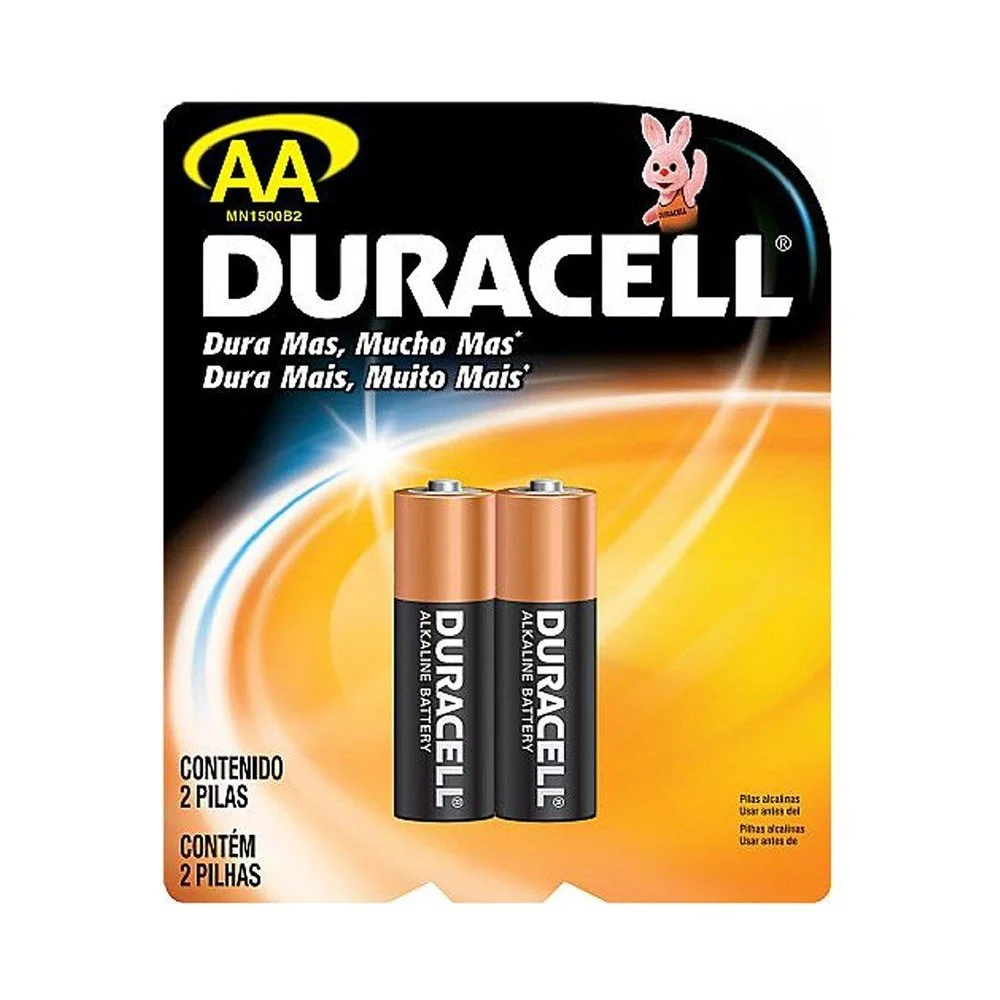 AA
MN1500B2
DURACELL®
Dura Mas, Mucho Mas*
Dura Mais, Muito Mais*
DURACELL®
ALKALINE BATTERY
DURACELL®
ALKALINE BATTERY
CONTENIDO
2 PILAS
CONTÉM
2 PILHAS
Pilas alcalinas
Usar antes del
Pilhas alcalinas
Usar antes de